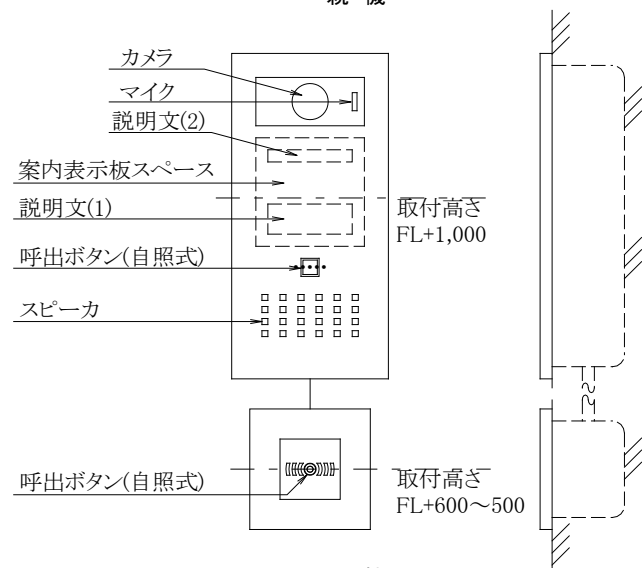 カメラ
マイク
説明文(2)
案内表示板スペース
説明文(1)
取付高さ
FL+1,000
呼出ボタン(自照式)
スピーカ
呼出ボタン(自照式)
取付高さ
FL+600～500